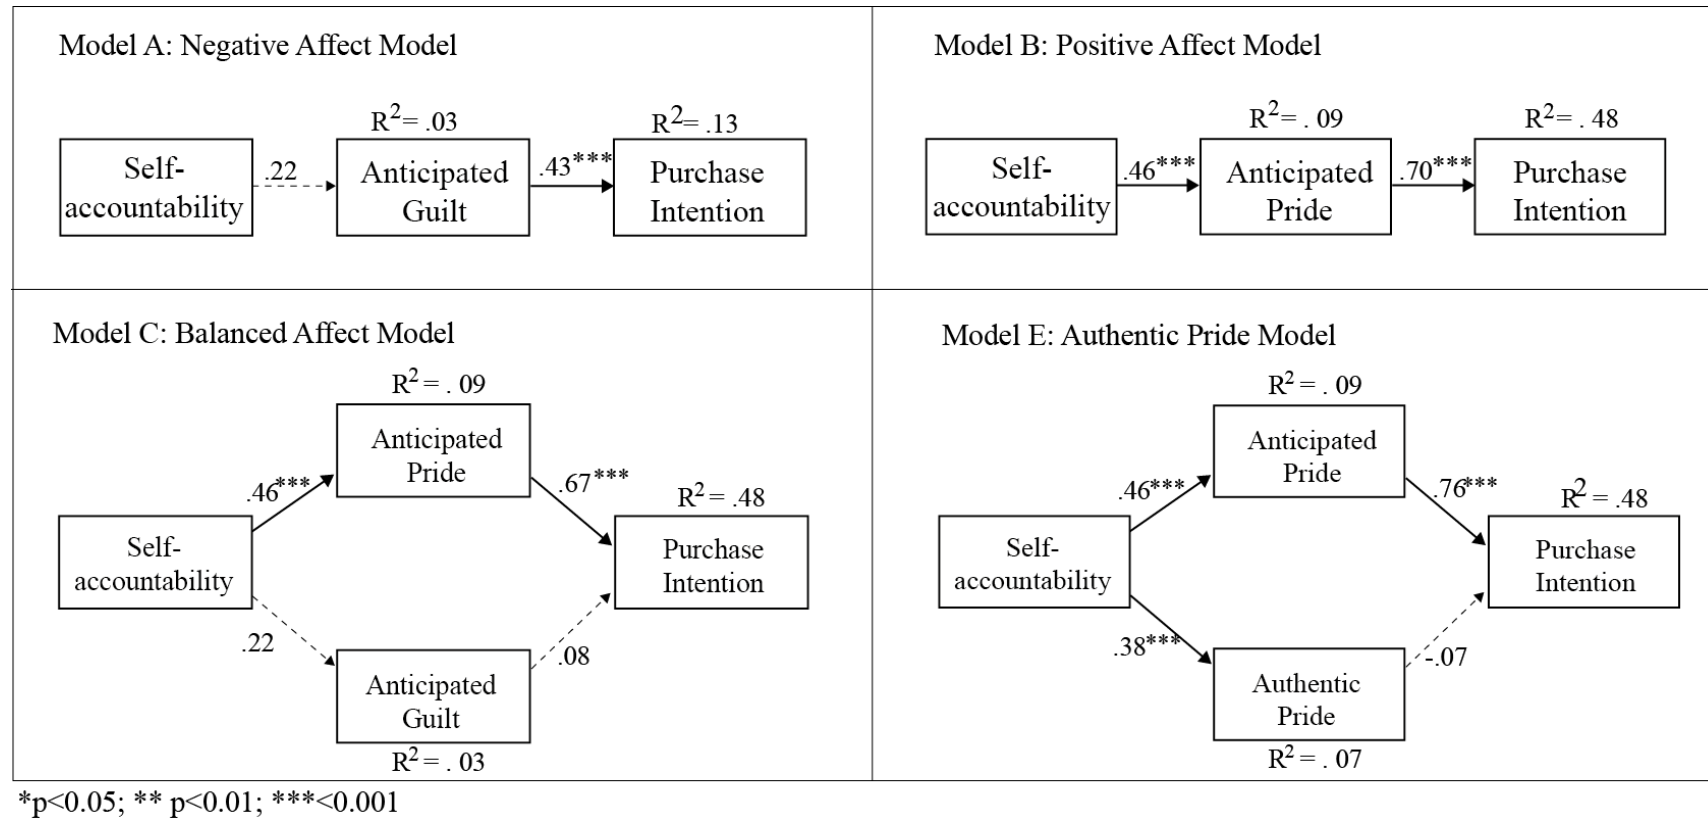 Model A: Negative Affect Model
R2= .03
R2= .13
Self-
accountability
.22
Anticipated
Guilt
.43***
Purchase
Intention
Model B: Positive Affect Model
R2= . 09
R2= . 48
Self-
accountability
.46***
Anticipated
Pride
.70***
Purchase
Intention
Model C: Balanced Affect Model
R2= . 09
Anticipated
Pride
.46***
.67***
R2= .48
Self-
accountability
Purchase
Intention
.22
.08
Anticipated
Guilt
R2= . 03
Model E: Authentic Pride Model
R2= . 09
Anticipated
Pride
.46***
.76***
R2= .48
Self-
accountability
Purchase
Intention
.38***
-.07
Authentic
Pride
R2= . 07
*p<0.05; ** p<0.01; ***<0.001